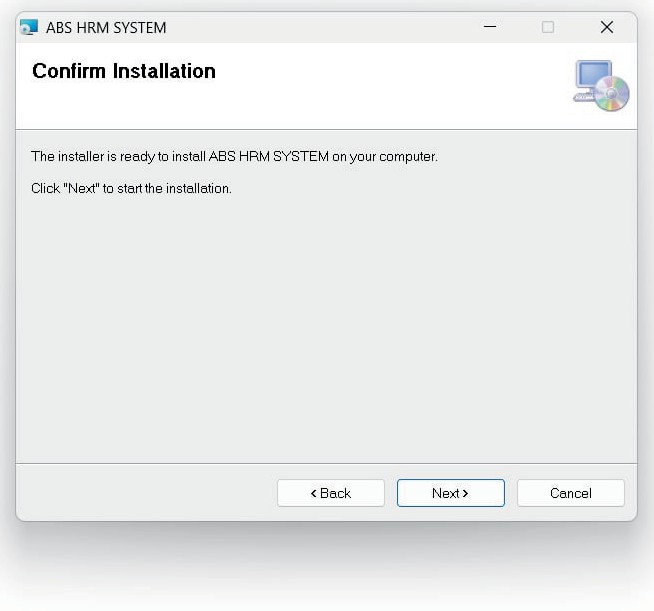 ABS HRM SYSTEM
Confirm Installation
The installer is ready to install ABS HRM SYSTEM on your computer.
Click "Next" to start the installation.
< Back
Next >
Cancel